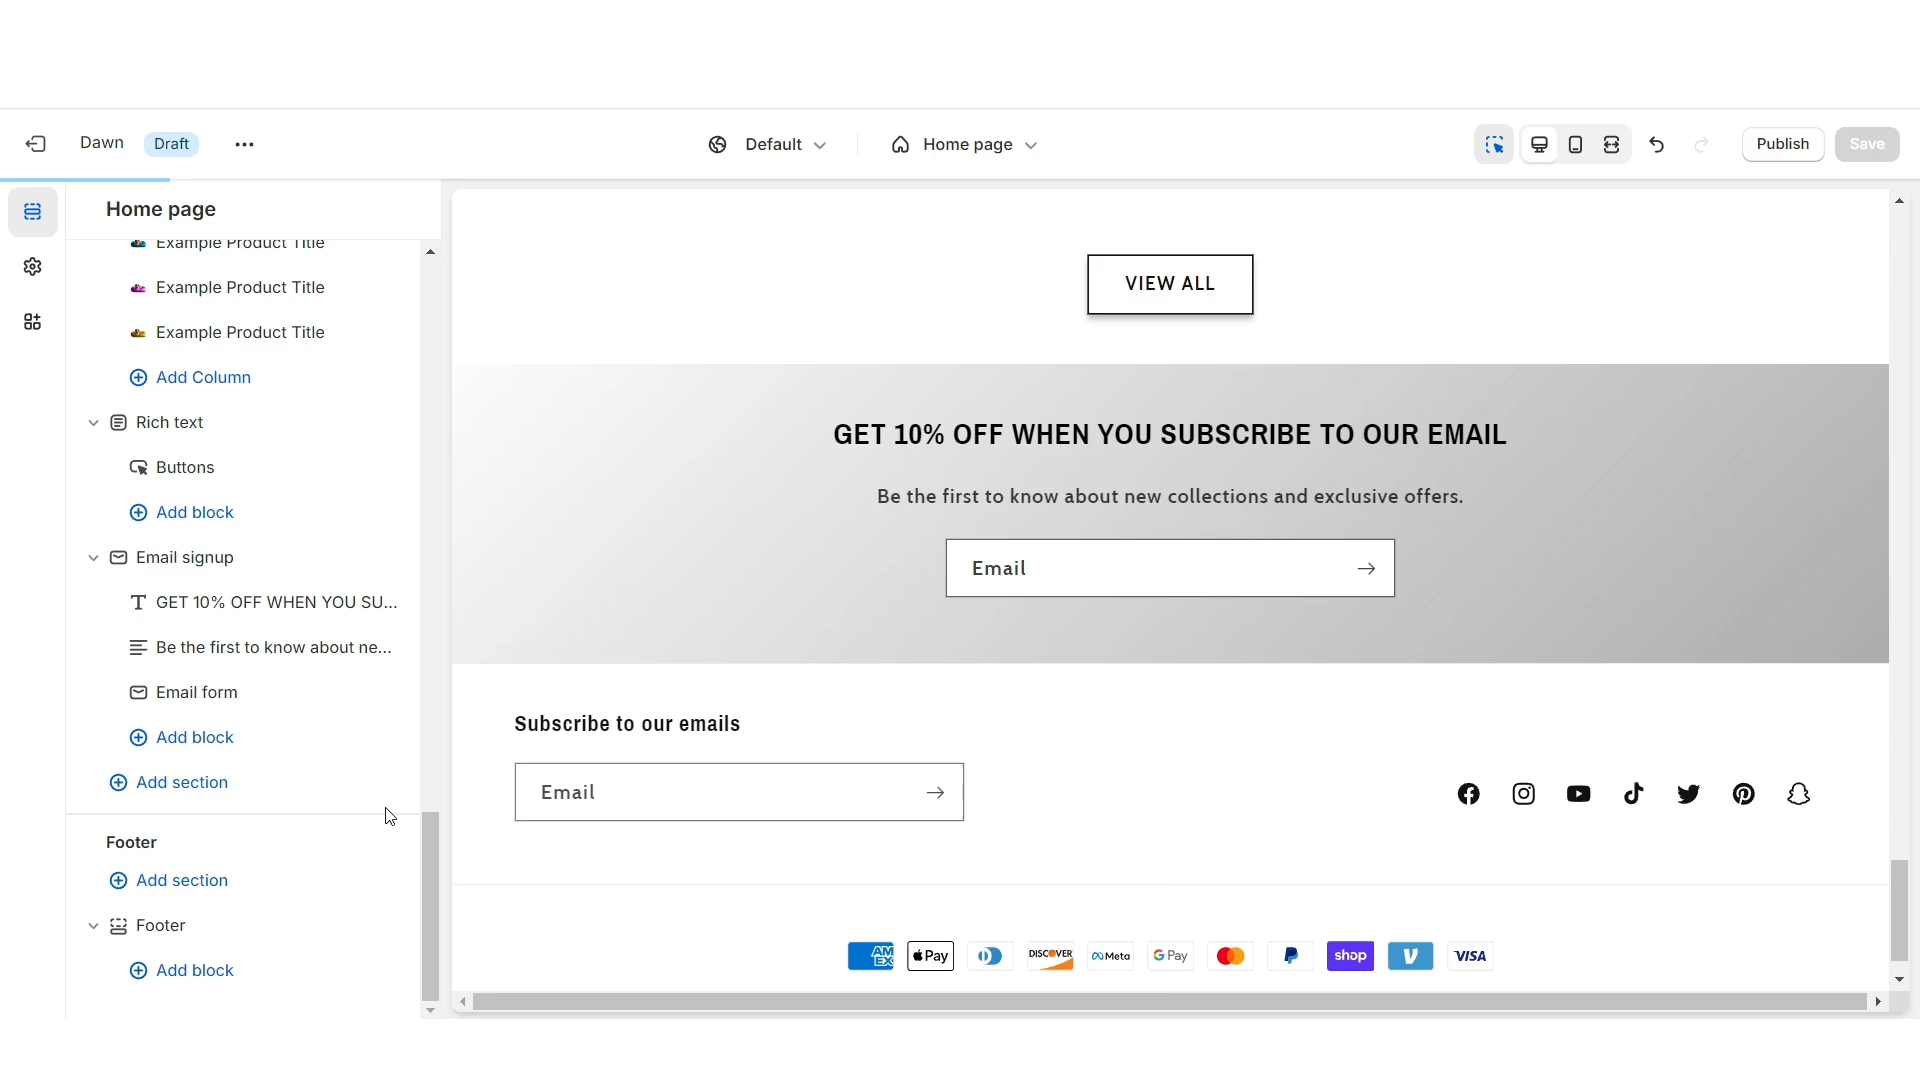 Dawn
Draft
Default
Home page
Publish
Save
Home page
Example Product Title
Example Product Title
Example Product Title
Add Column
Rich text
Buttons
Add block
Email signup
GET 10% OFF WHEN YOU SU...
Be the first to know about ne...
Email form
Add block
Add section
Footer
Add section
Footer
Add block
VIEW ALL
GET 10% OFF WHEN YOU SUBSCRIBE TO OUR EMAIL
Be the first to know about new collections and exclusive offers.
Email
Subscribe to our emails
Email
AM EX Pay DISCOVER Meta G Pay shop V VISA